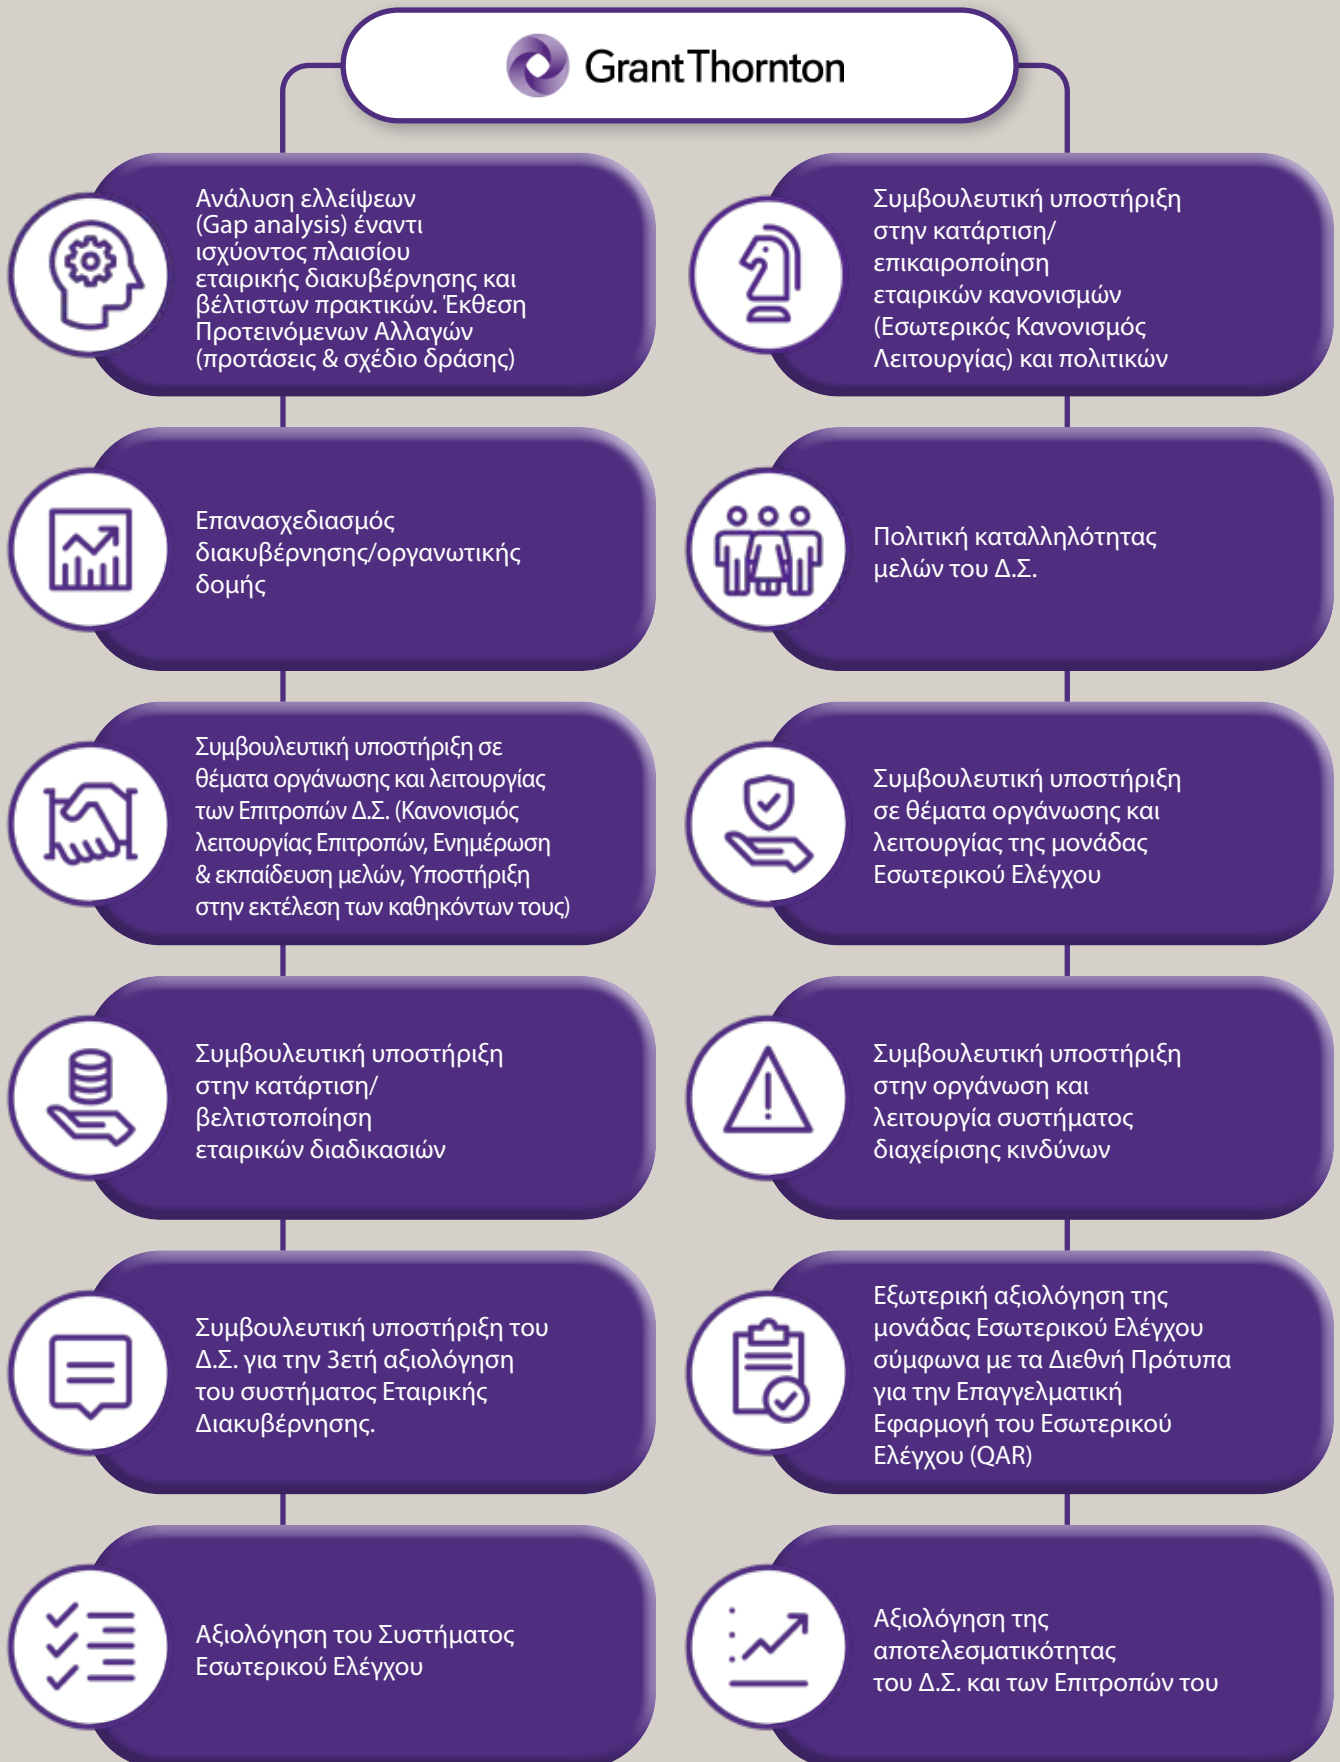 Grant Thornton
Ανάλυση ελλείψεων
(Gap analysis) έναντι
ισχύοντος πλαισίου
εταιρικής διακυβέρνησης και
βέλτιστων πρακτικών. Έκθεση
Προτεινόμενων Αλλαγών
(προτάσεις & σχέδιο δράσης)
Συμβουλευτική υποστήριξη
στην κατάρτιση/
επικαιροποίηση
εταιρικών κανονισμών
(Εσωτερικός Κανονισμός
Λειτουργίας) και πολιτικών
Επανασχεδιασμός
διακυβέρνησης/οργανωτικής
δομής
Πολιτική καταλληλότητας
μελών του Δ.Σ.
Συμβουλευτική υποστήριξη σε
θέματα οργάνωσης και λειτουργίας
των Επιτροπών Δ.Σ. (Κανονισμός
λειτουργίας Επιτροπών, Ενημέρωση
& εκπαίδευση μελών, Υποστήριξη
στην εκτέλεση των καθηκόντων τους)
Συμβουλευτική υποστήριξη
σε θέματα οργάνωσης και
λειτουργίας της μονάδας
Εσωτερικού Ελέγχου
Συμβουλευτική υποστήριξη
στην κατάρτιση/
βελτιστοποίηση
εταιρικών διαδικασιών
Συμβουλευτική υποστήριξη
στην οργάνωση και
λειτουργία συστήματος
διαχείρισης κινδύνων
Συμβουλευτική υποστήριξη του
Δ.Σ. για την 3ετή αξιολόγηση
του συστήματος Εταιρικής
Διακυβέρνησης.
Εξωτερική αξιολόγηση της
μονάδας Εσωτερικού Ελέγχου
σύμφωνα με τα Διεθνή Πρότυπα
για την Επαγγελματική
Εφαρμογή του Εσωτερικού
Ελέγχου (QAR)
Αξιολόγηση του Συστήματος
Εσωτερικού Ελέγχου
Αξιολόγηση της
αποτελεσματικότητας
του Δ.Σ. και των Επιτροπών του